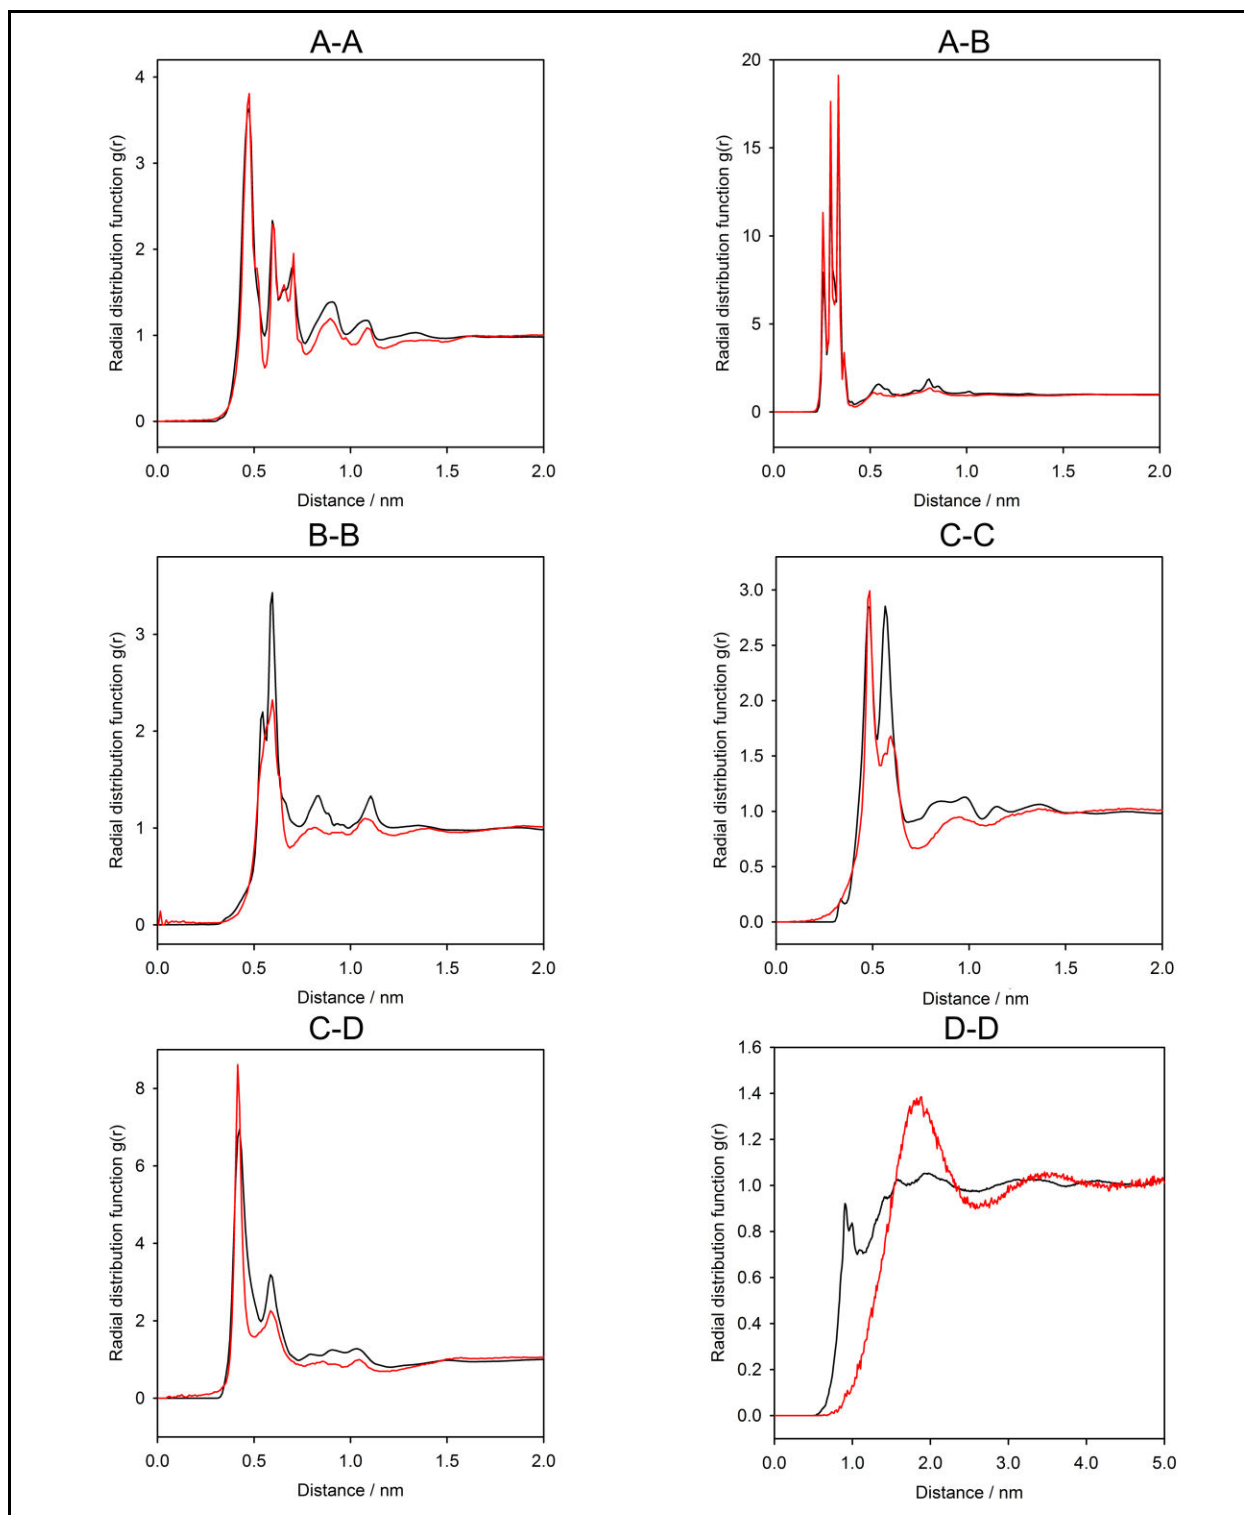 A-A
4
3
2
1
0
Radial distribution function g(r)
0.0 0.5 1.0 1.5 2.0
Distance / nm
A-B
20
15
10
5
0
Radial distribution function g(r)
0.0 0.5 1.0 1.5 2.0
Distance / nm
B-B
3
2
1
0
Radial distribution function g(r)
0.0 0.5 1.0 1.5 2.0
Distance / nm
C-C
3.0
2.5
2.0
1.5
1.0
0.5
0.0
Radial distribution function g(r)
0.0 0.5 1.0 1.5 2.0
Distance / nm
C-D
8
6
4
2
0
Radial distribution function g(r)
0.0 0.5 1.0 1.5 2.0
Distance / nm
D-D
1.6
1.4
1.2
1.0
0.8
0.6
0.4
0.2
0.0
Radial distribution function g(r)
0.0 1.0 2.0 3.0 4.0 5.0
Distance / nm